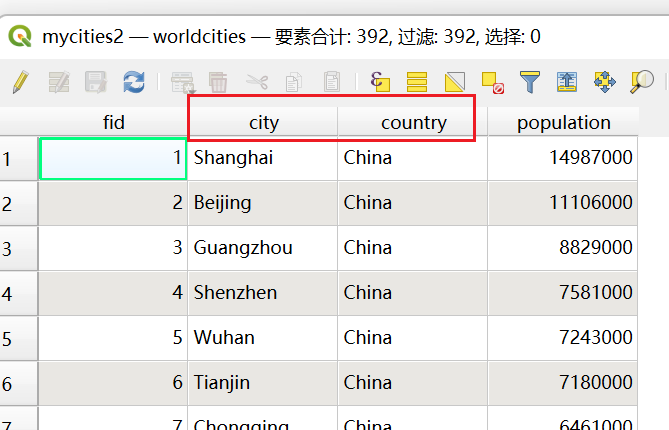 mycities2 — worldcities — 要素合计: 392, 过滤: 392, 选择: 0
fid city country population
1 1 Shanghai China 14987000
2 2 Beijing China 11106000
3 3 Guangzhou China 8829000
4 4 Shenzhen China 7581000
5 5 Wuhan China 7243000
6 6 Tianjin China 7180000
7 7 Chongqing China 6461000